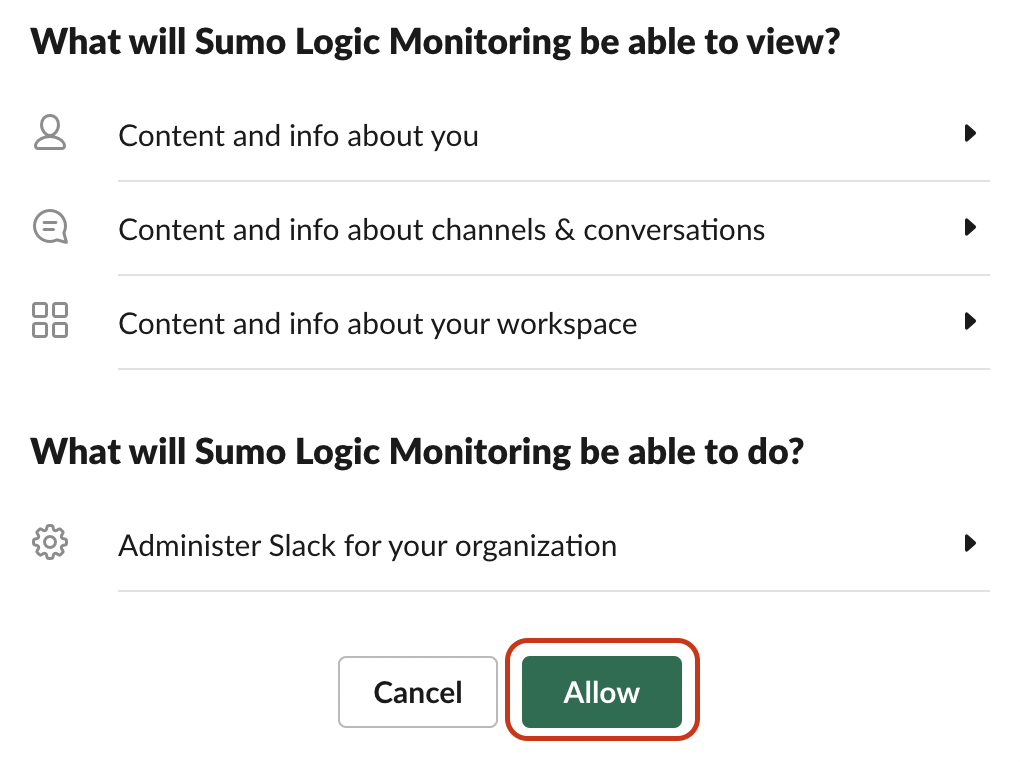 What will Sumo Logic Monitoring be able to view?
Content and info about you
Content and info about channels & conversations
Content and info about your workspace
What will Sumo Logic Monitoring be able to do?
Administer Slack for your organization
Cancel
Allow